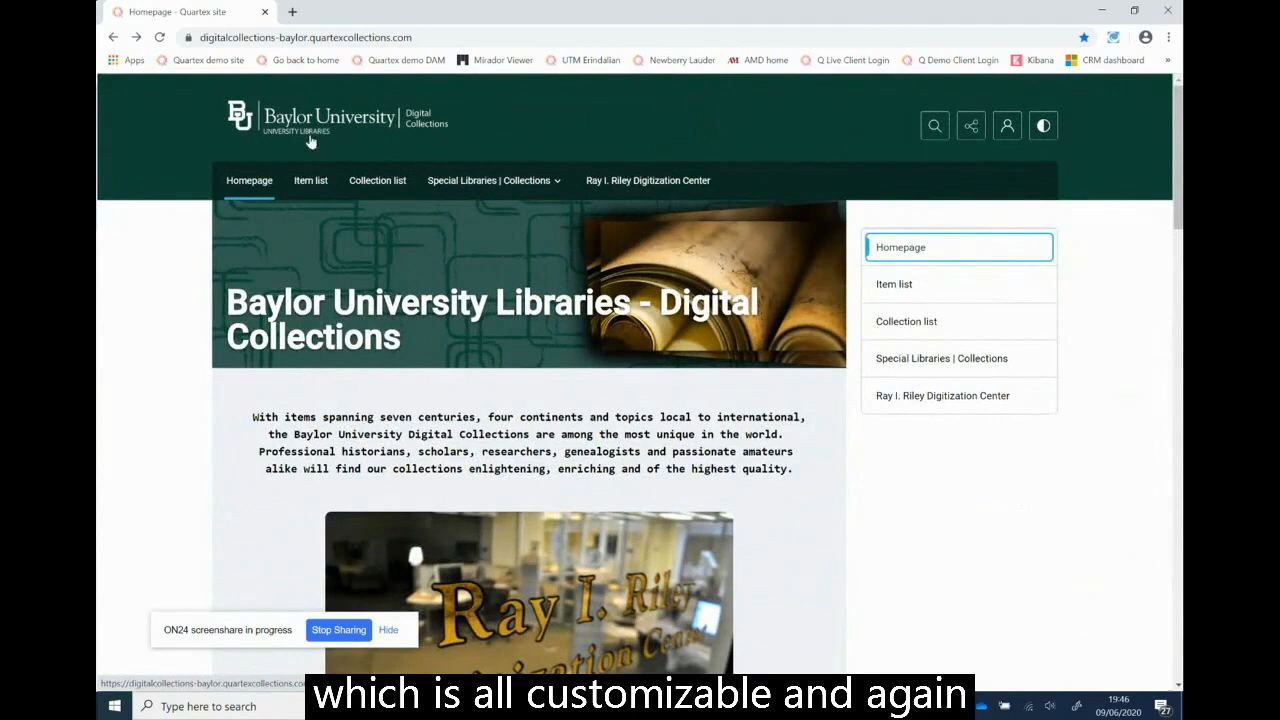 Homepage - Quartex site
digitalcollections-baylor.quartexcollections.com
Apps Quartex demo site Go back to home Quartex demo DAM Mirador Viewer UTM Erindalian Newberry Lauder AM AMD home Q Live Client Login Q Demo Client Login Kibana CRM dashboard »
BU Baylor University Digital
UNIVERSITY LIBRARIES Collections
Homepage Item list Collection list Special Libraries | Collections Ray I. Riley Digitization Center
Homepage
Item list
Collection list
Special Libraries | Collections
Ray I. Riley Digitization Center
Baylor University Libraries - Digital
Collections
With items spanning seven centuries, four continents and topics local to international,
the Baylor University Digital Collections are among the most unique in the world.
Professional historians, scholars, researchers, genealogists and passionate amateurs
alike will find our collections enlightening, enriching and of the highest quality.
Ray I. Riley
ON24 screenshare in progress Stop Sharing Hide
https://digitalcollections-baylor.quartexcollections.co
which is all customizable and again
Type here to search
19:46
09/06/2020
27